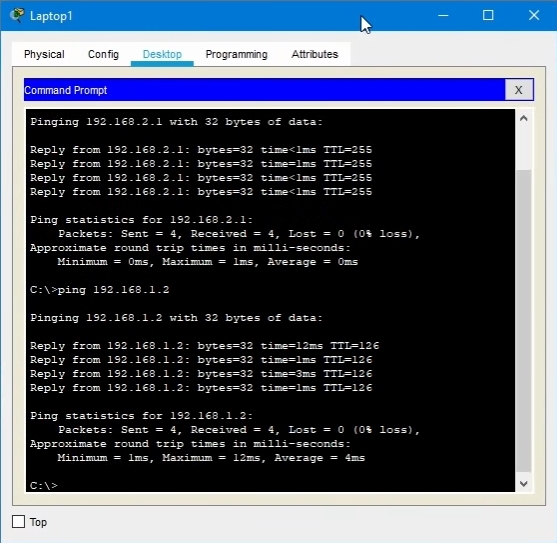 Laptop1
Physical Config Desktop Programming Attributes
Command Prompt X
Pinging 192.168.2.1 with 32 bytes of data:
Reply from 192.168.2.1: bytes=32 time<1ms TTL=255
Reply from 192.168.2.1: bytes=32 time=1ms TTL=255
Reply from 192.168.2.1: bytes=32 time<1ms TTL=255
Reply from 192.168.2.1: bytes=32 time<1ms TTL=255
Ping statistics for 192.168.2.1:
Packets: Sent = 4, Received = 4, Lost = 0 (0% loss),
Approximate round trip times in milli-seconds:
Minimum = 0ms, Maximum = 1ms, Average = 0ms
C:\>ping 192.168.1.2
Pinging 192.168.1.2 with 32 bytes of data:
Reply from 192.168.1.2: bytes=32 time=12ms TTL=126
Reply from 192.168.1.2: bytes=32 time=1ms TTL=126
Reply from 192.168.1.2: bytes=32 time=3ms TTL=126
Reply from 192.168.1.2: bytes=32 time=1ms TTL=126
Ping statistics for 192.168.1.2:
Packets: Sent = 4, Received = 4, Lost = 0 (0% loss),
Approximate round trip times in milli-seconds:
Minimum = 1ms, Maximum = 12ms, Average = 4ms
C:\>
Top